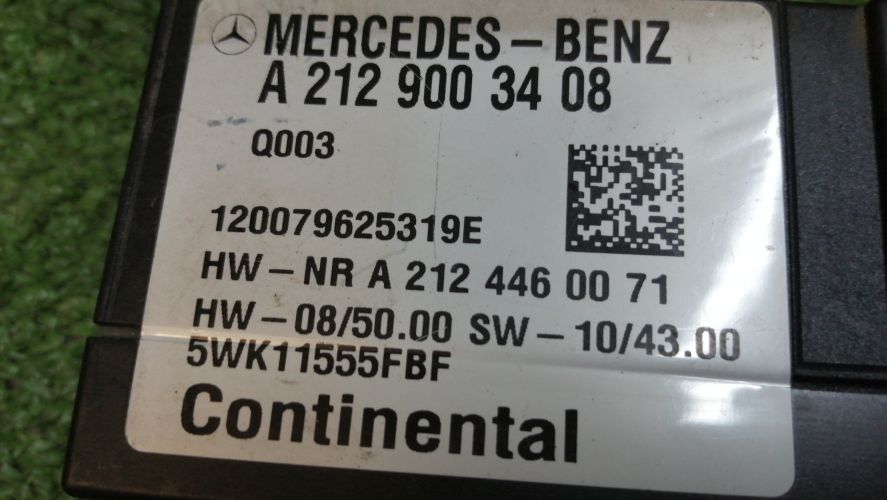 MERCEDES-BENZ
A 212 900 34 08
Q003
120079625319E
HW-NR A 212 446 00 71
HW-08/50.00 SW-10/43.00
5WK11555FBF
Continental